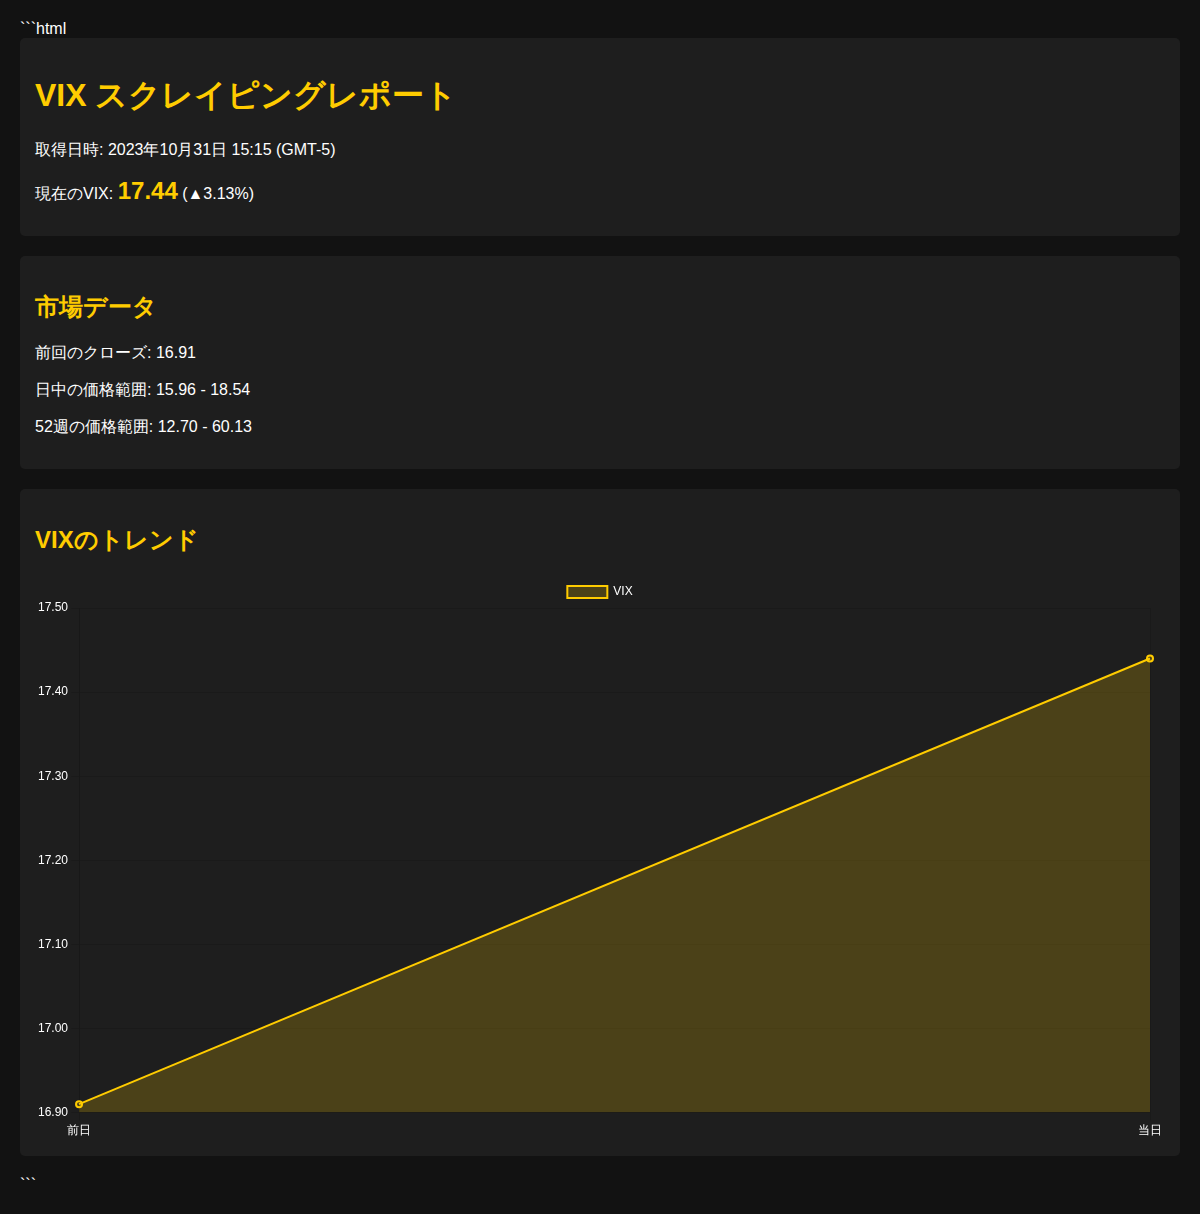 ```html
VIX スクレイピングレポート
取得日時: 2023年10月31日 15:15 (GMT-5)
現在のVIX: 17.44 (▲3.13%)
市場データ
前回のクローズ: 16.91
日中の価格範囲: 15.96 - 18.54
52週の価格範囲: 12.70 - 60.13
VIXのトレンド
VIX
17.50
17.40
17.30
17.20
17.10
17.00
16.90
前日 当日
```